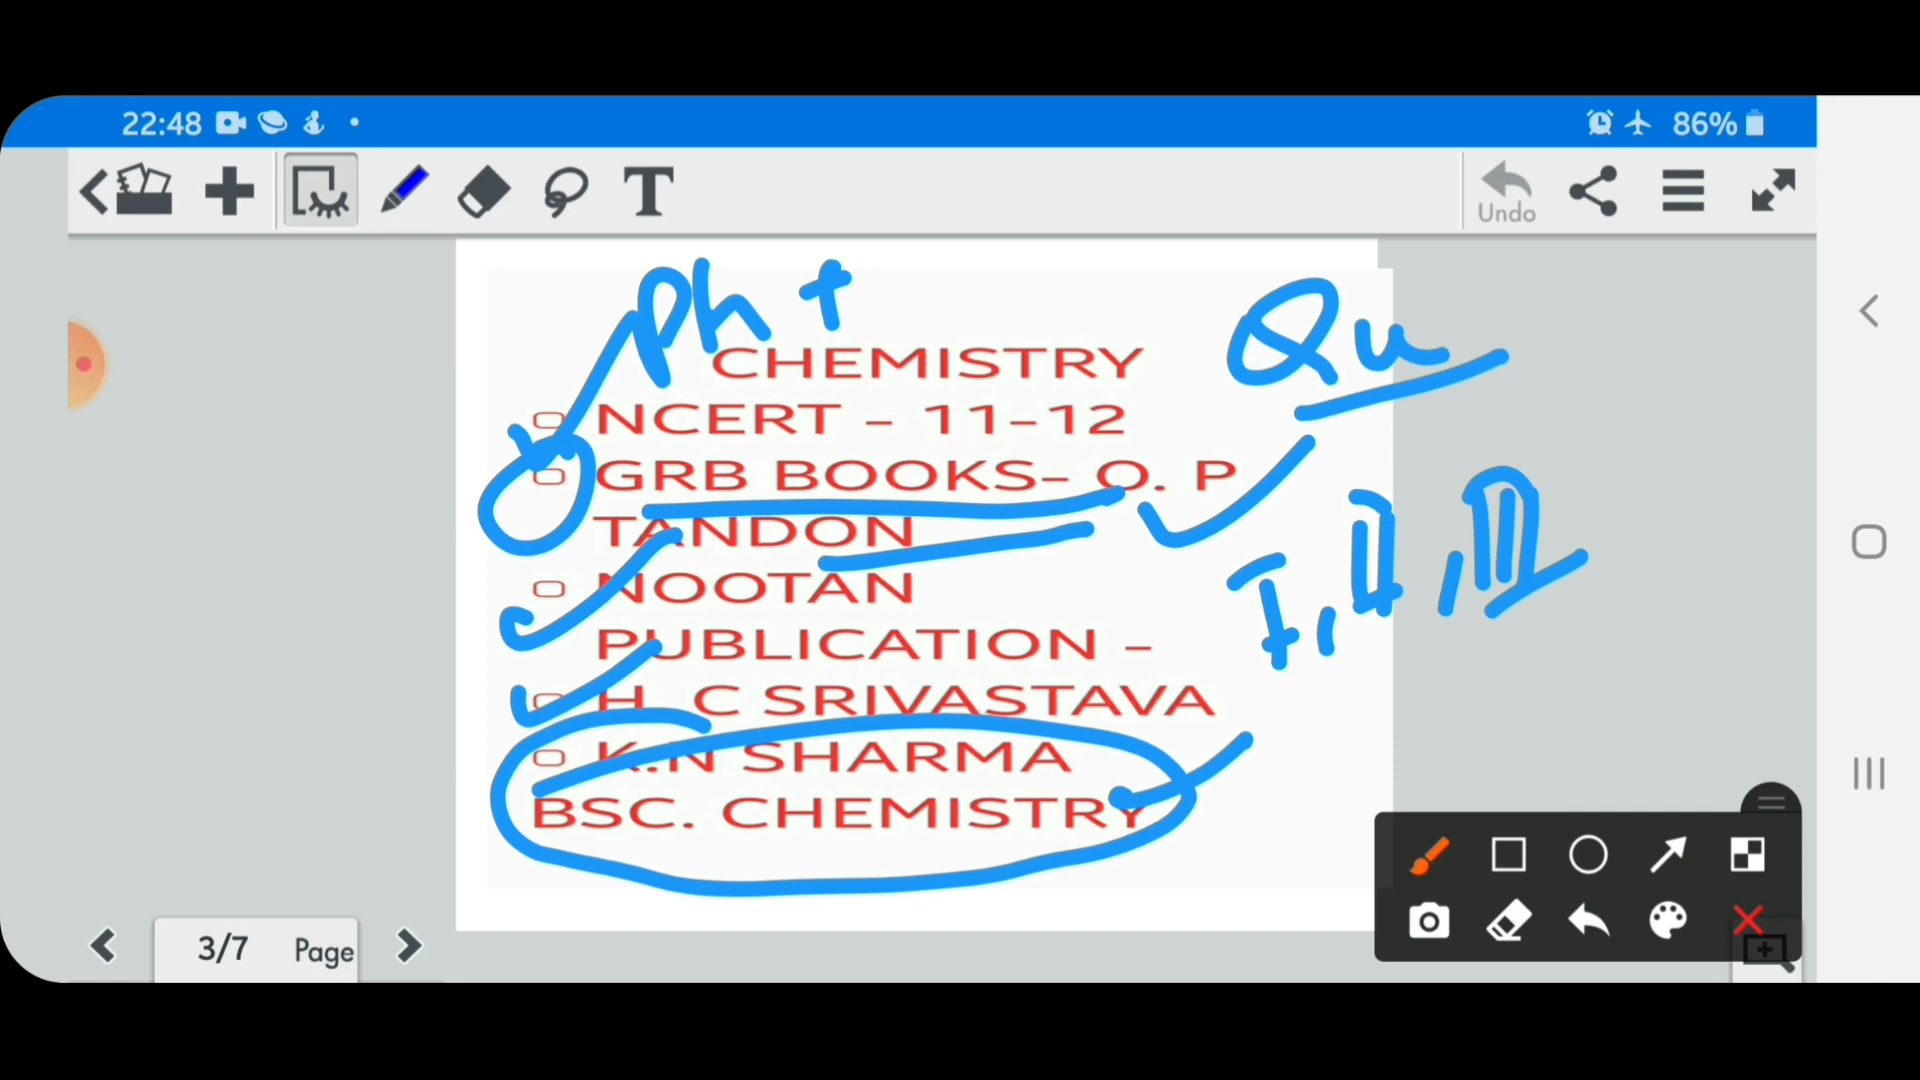 22:48
86%
Undo
Ph +
Qu
CHEMISTRY
NCERT – 11–12
GRB BOOKS– O. P
TANDON
NOOTAN
PUBLICATION –
H. C SRIVASTAVA
K.N SHARMA
BSC. CHEMISTRY
I, II, III
3/7 Page